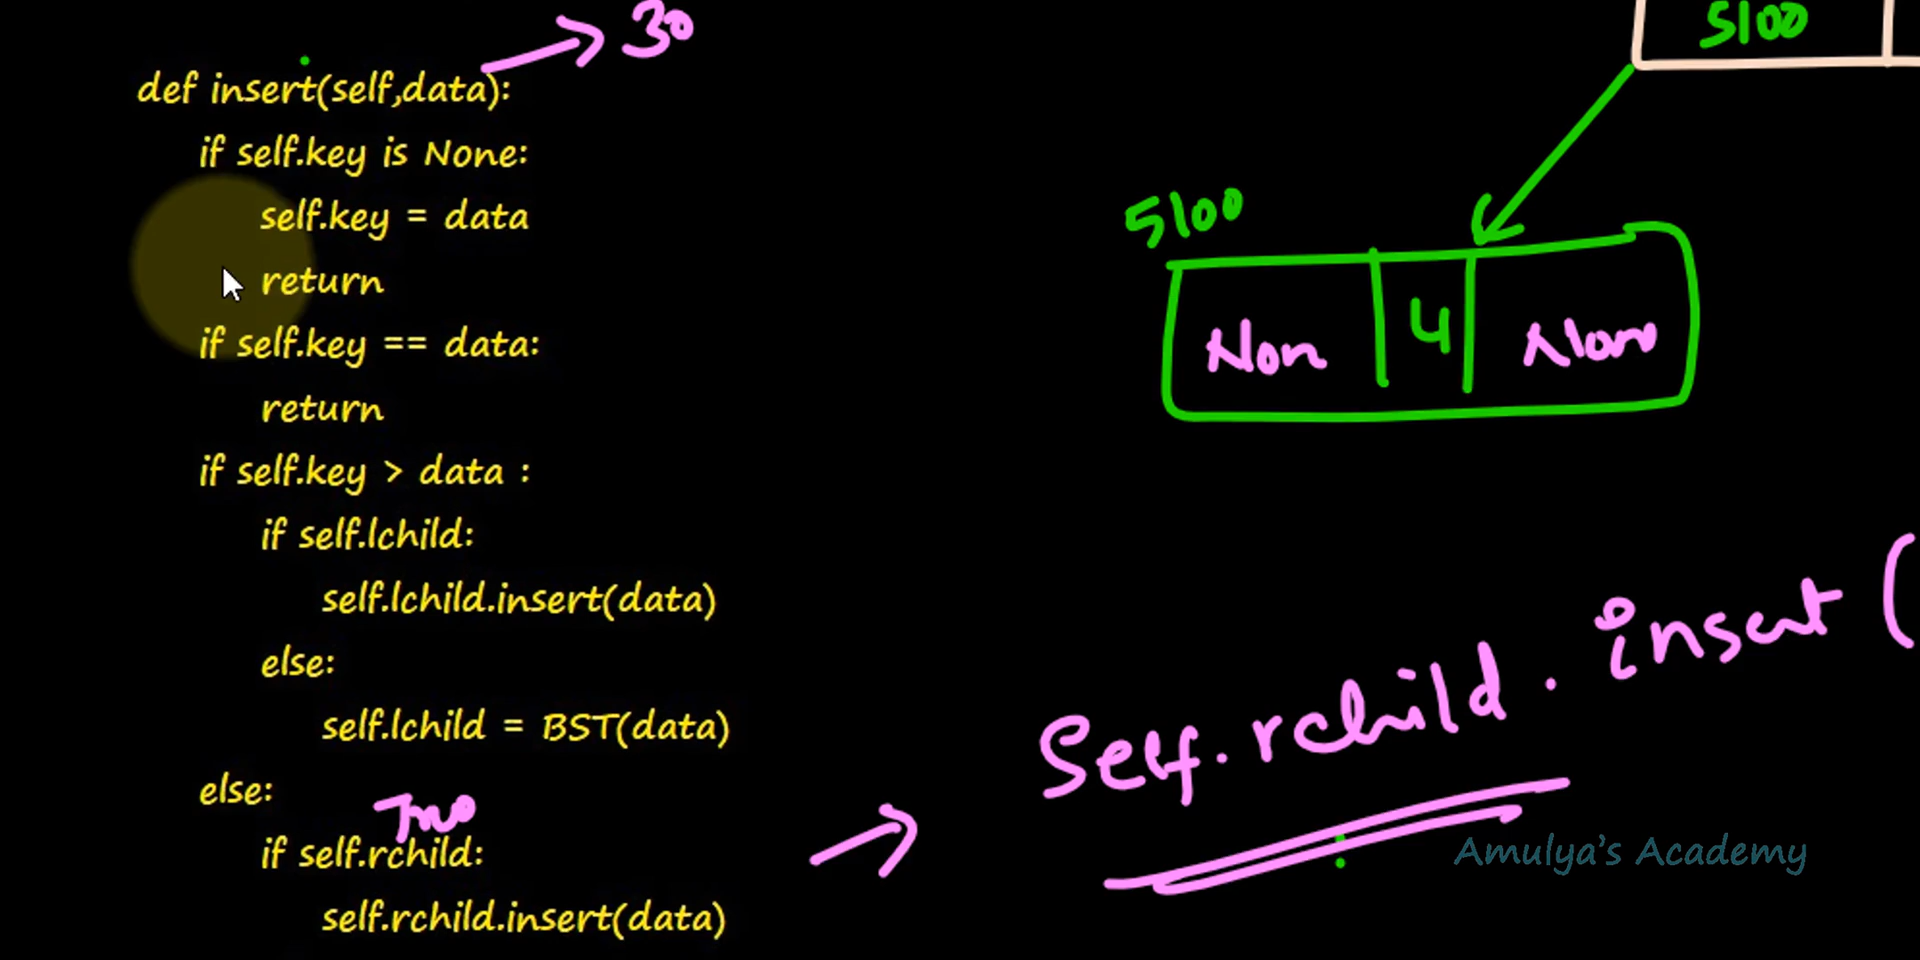 30
5100
def insert(self,data):
if self.key is None:
self.key = data
return
if self.key == data:
return
if self.key > data :
if self.lchild:
self.lchild.insert(data)
else:
self.lchild = BST(data)
else:
if self.rchild:
self.rchild.insert(data)
5100
Non 4
Self.rchild.insert(
Amulya's Academy